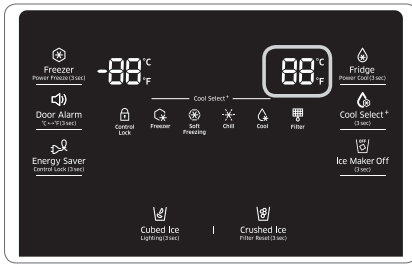 Freezer
Power Freeze (3 sec)
-88 °C °F
88 °C °F
Fridge
Power Cool (3 sec)
Door Alarm
°C ↔ °F (3 sec)
Cool Select+
Control Lock
Freezer
Soft Freezing
Chill
Cool
Filter
Cool Select+
(3 sec)
Energy Saver
Control Lock (3 sec)
OFF
Ice Maker Off
(3 sec)
Cubed Ice
Lighting (3 sec)
|
Crushed Ice
Filter Reset (3 sec)